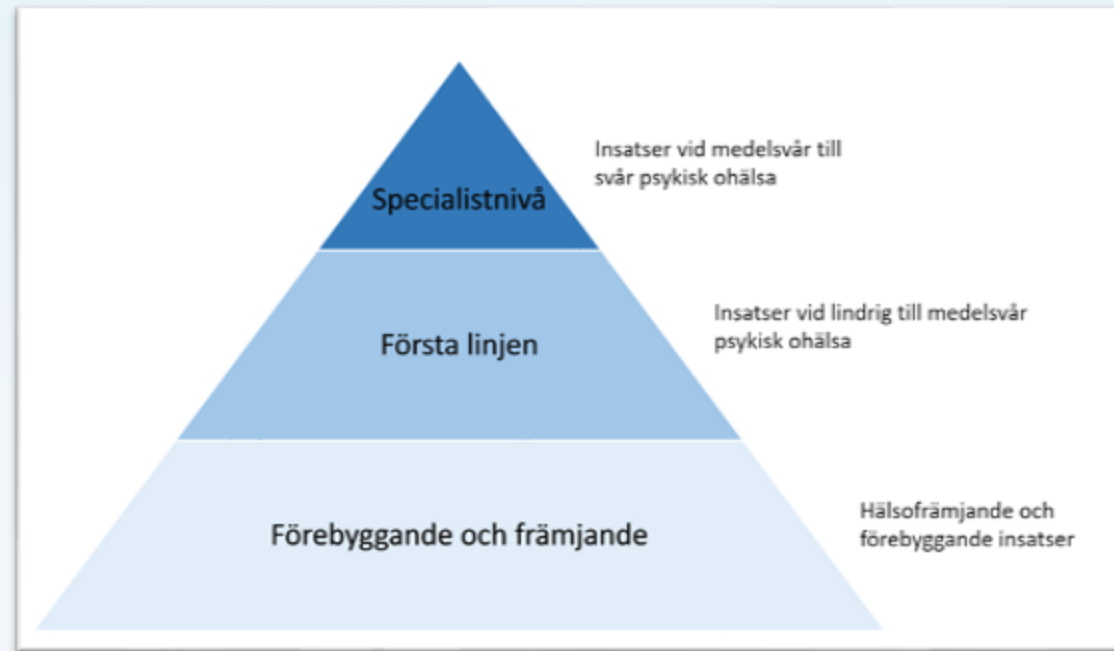 Insatser vid medelsvår till
svår psykisk ohälsa
Specialistnivå
Insatser vid lindrig till medelsvår
psykisk ohälsa
Första linjen
Hälsofrämjande och
förebyggande insatser
Förebyggande och främjande